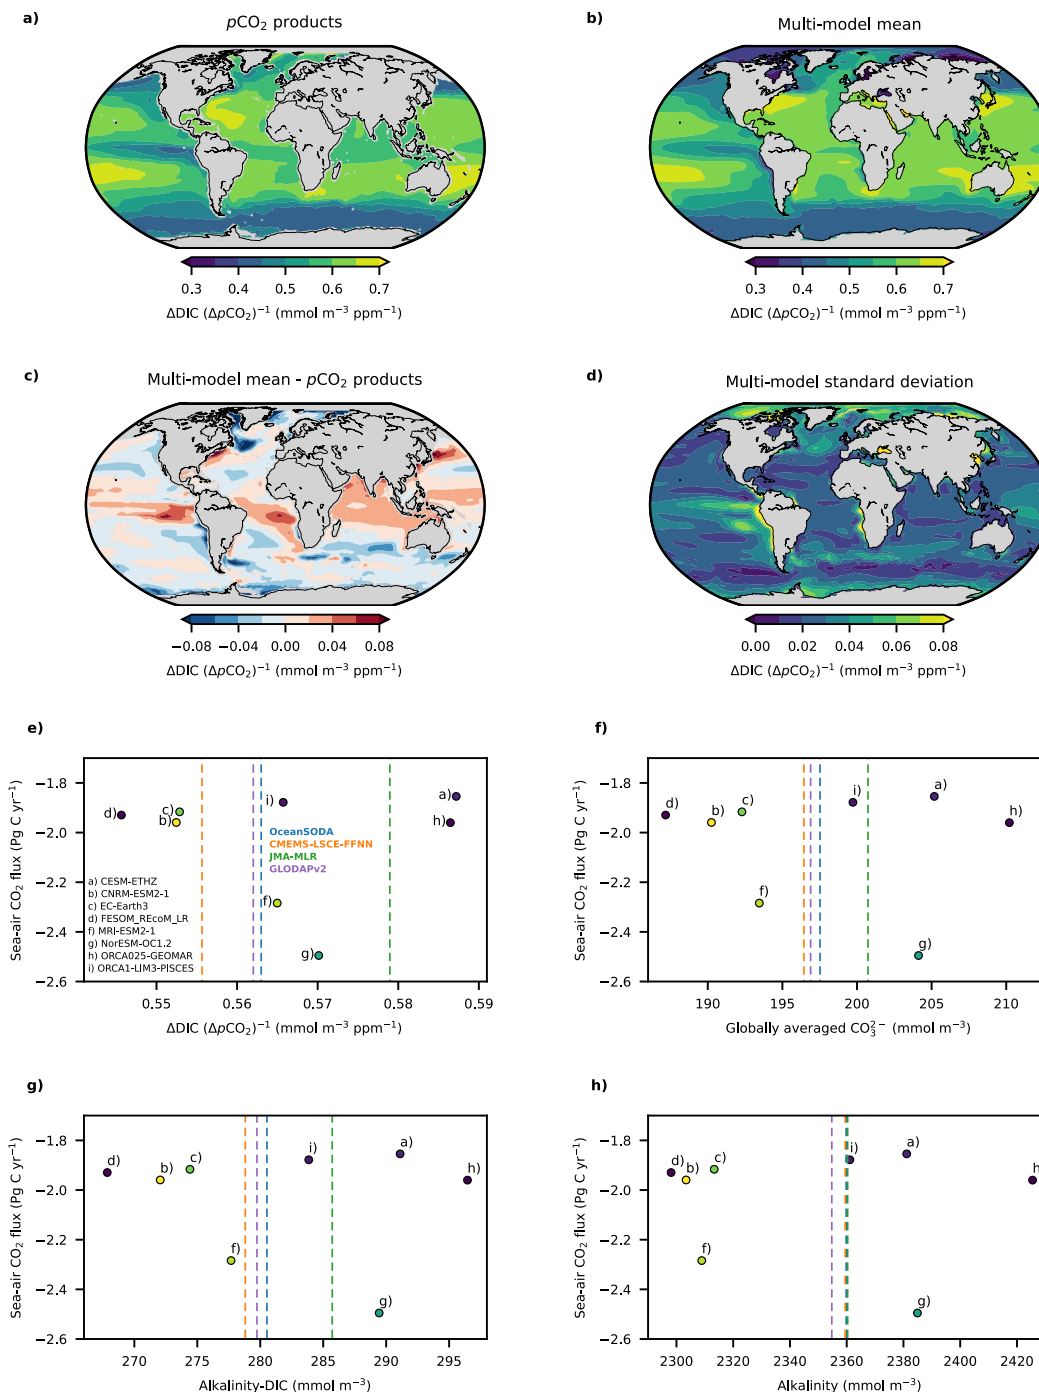 a)
pCO₂ products
0.3 0.4 0.5 0.6 0.7
ΔDIC (ΔpCO₂)⁻¹ (mmol m⁻³ ppm⁻¹)
b)
Multi-model mean
0.3 0.4 0.5 0.6 0.7
ΔDIC (ΔpCO₂)⁻¹ (mmol m⁻³ ppm⁻¹)
c)
Multi-model mean - pCO₂ products
−0.08 −0.04 0.00 0.04 0.08
ΔDIC (ΔpCO₂)⁻¹ (mmol m⁻³ ppm⁻¹)
d)
Multi-model standard deviation
0.00 0.02 0.04 0.06 0.08
ΔDIC (ΔpCO₂)⁻¹ (mmol m⁻³ ppm⁻¹)
e)
Sea-air CO₂ flux (Pg C yr⁻¹)
−1.8
−2.0
−2.2
−2.4
−2.6
d)
c)
b)
i)
a)
h)
f)
g)
OceanSODA
CMEMS-LSCE-FFNN
JMA-MLR
GLODAPv2
a) CESM-ETHZ
b) CNRM-ESM2-1
c) EC-Earth3
d) FESOM_REcoM_LR
f) MRI-ESM2-1
g) NorESM-OC1.2
h) ORCA025-GEOMAR
i) ORCA1-LIM3-PISCES
0.55 0.56 0.57 0.58 0.59
ΔDIC (ΔpCO₂)⁻¹ (mmol m⁻³ ppm⁻¹)
f)
Sea-air CO₂ flux (Pg C yr⁻¹)
−1.8
−2.0
−2.2
−2.4
−2.6
d)
b)
c)
i)
a)
h)
f)
g)
190 195 200 205 210
Globally averaged CO₃²⁻ (mmol m⁻³)
g)
Sea-air CO₂ flux (Pg C yr⁻¹)
−1.8
−2.0
−2.2
−2.4
−2.6
d)
b)
c)
i)
a)
h)
f)
g)
270 275 280 285 290 295
Alkalinity-DIC (mmol m⁻³)
h)
Sea-air CO₂ flux (Pg C yr⁻¹)
−1.8
−2.0
−2.2
−2.4
−2.6
d)
b)
c)
i)
a)
h)
f)
g)
2300 2320 2340 2360 2380 2400 2420
Alkalinity (mmol m⁻³)